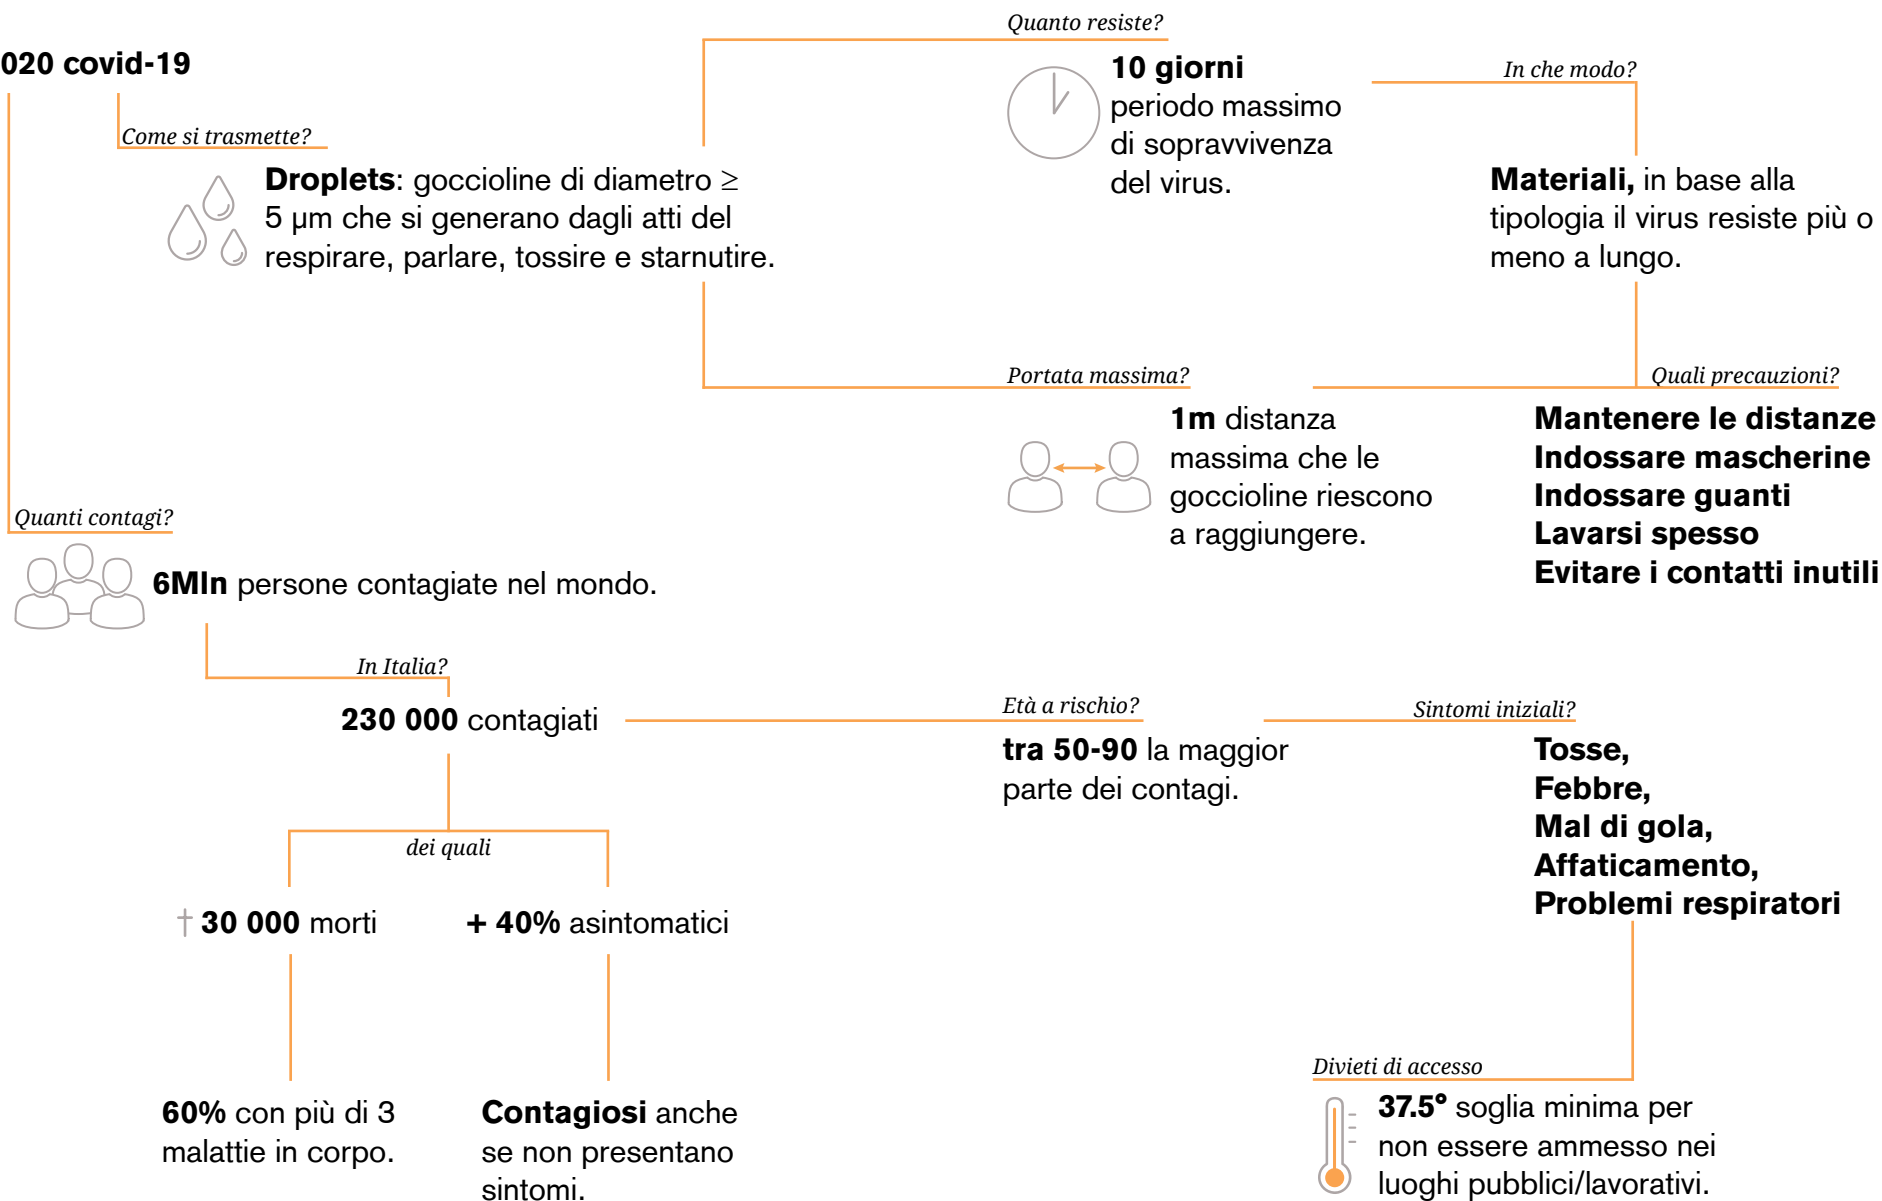 020 covid-19
Come si trasmette?
Droplets: goccioline di diametro ≥
5 µm che si generano dagli atti del
respirare, parlare, tossire e starnutire.
Quanto resiste?
10 giorni
periodo massimo
di sopravvivenza
del virus.
In che modo?
Materiali, in base alla
tipologia il virus resiste più o
meno a lungo.
Portata massima?
1m distanza
massima che le
goccioline riescono
a raggiungere.
Quali precauzioni?
Mantenere le distanze
Indossare mascherine
Indossare guanti
Lavarsi spesso
Evitare i contatti inutili
Quanti contagi?
6Mln persone contagiate nel mondo.
In Italia?
230 000 contagiati
dei quali
† 30 000 morti
+ 40% asintomatici
60% con più di 3
malattie in corpo.
Contagiosi anche
se non presentano
sintomi.
Età a rischio?
tra 50-90 la maggior
parte dei contagi.
Sintomi iniziali?
Tosse,
Febbre,
Mal di gola,
Affaticamento,
Problemi respiratori
Divieti di accesso
37.5° soglia minima per
non essere ammesso nei
luoghi pubblici/lavorativi.